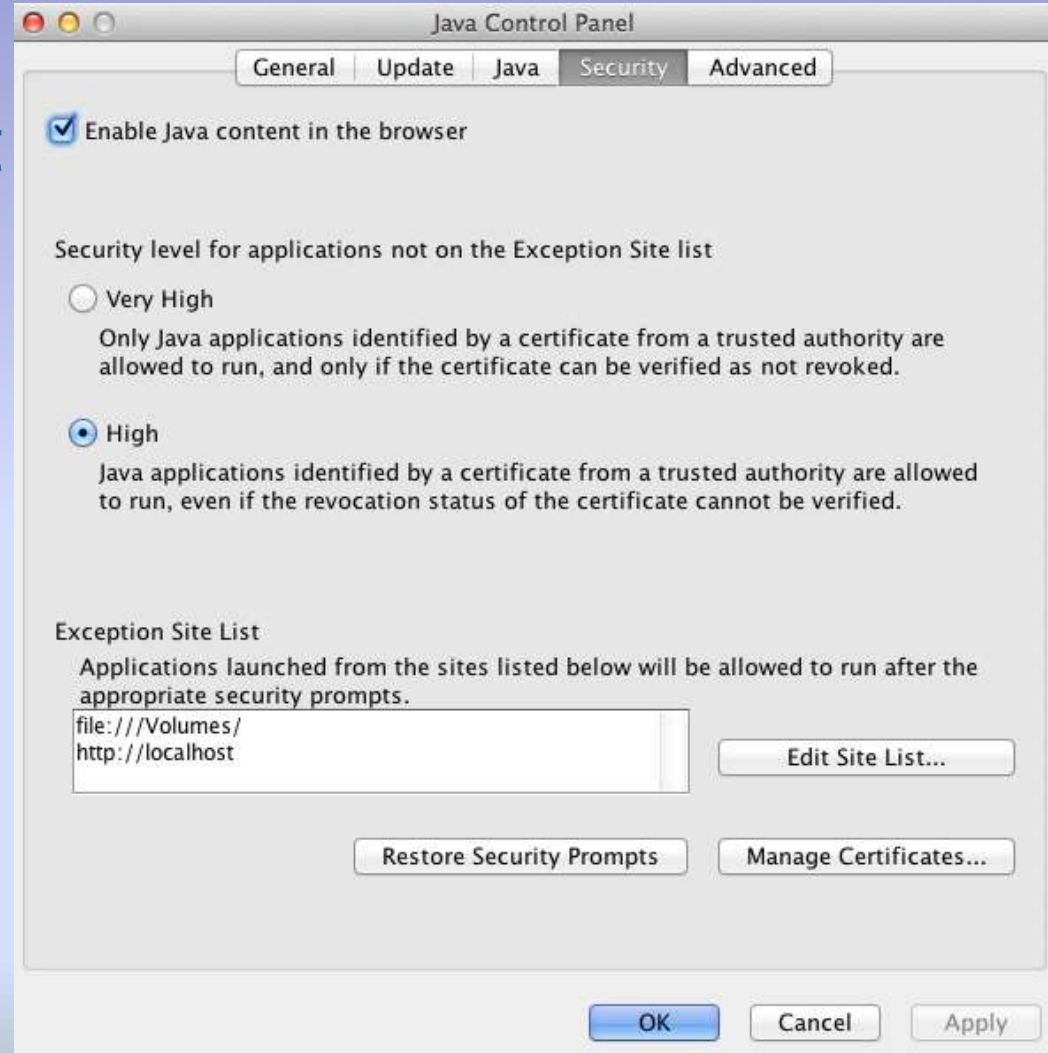 Java Control Panel
General Update Java Security Advanced
Enable Java content in the browser
Security level for applications not on the Exception Site list
Very High
Only Java applications identified by a certificate from a trusted authority are
allowed to run, and only if the certificate can be verified as not revoked.
High
Java applications identified by a certificate from a trusted authority are allowed
to run, even if the revocation status of the certificate cannot be verified.
Exception Site List
Applications launched from the sites listed below will be allowed to run after the
appropriate security prompts.
file:///Volumes/
http://localhost
Edit Site List...
Restore Security Prompts Manage Certificates...
OK Cancel Apply